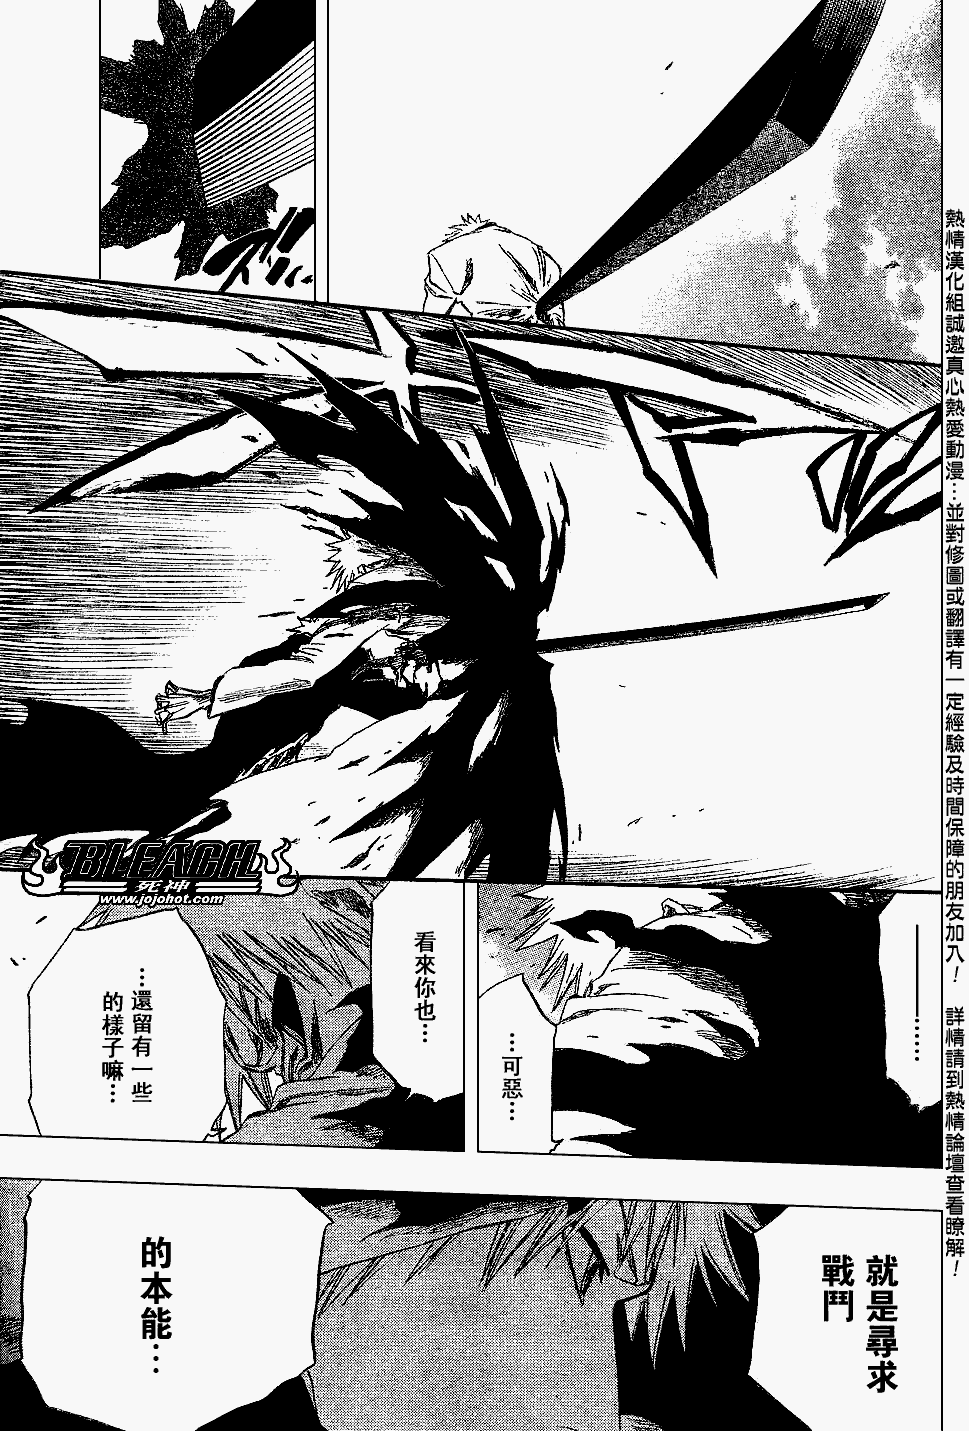 熱情漢化組誠邀真心熱愛動漫…並對修圖或翻譯有一定經驗及時間保障的朋友加入! 詳情請到熱情論壇查看瞭解!
BLEACH
死神
www.jojohot.com
――……
…可惡…
看來你也…
…還留有一些
的樣子嘛…
就是尋求
戰鬥
的本能…